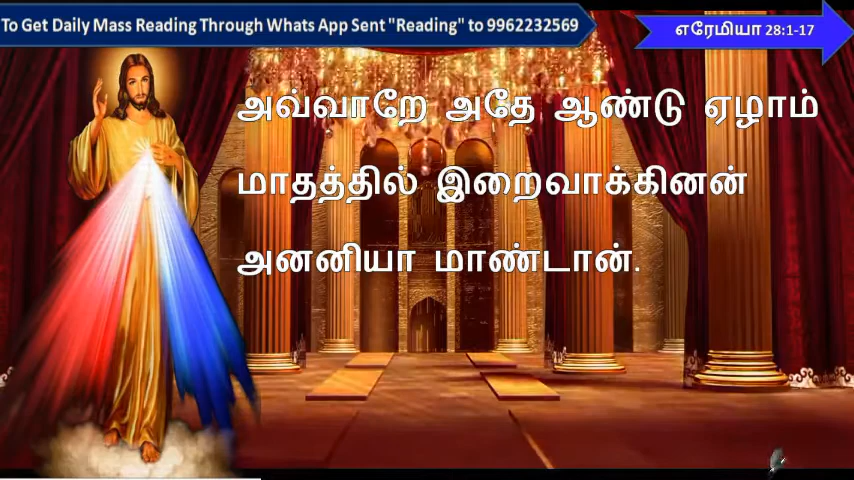 To Get Daily Mass Reading Through Whats App Sent "Reading" to 9962232569
எரேமியா 28:1-17
அவ்வாறே அதே ஆண்டு ஏழாம்
மாதத்தில் இறைவாக்கினன்
அனனியா மாண்டான்.